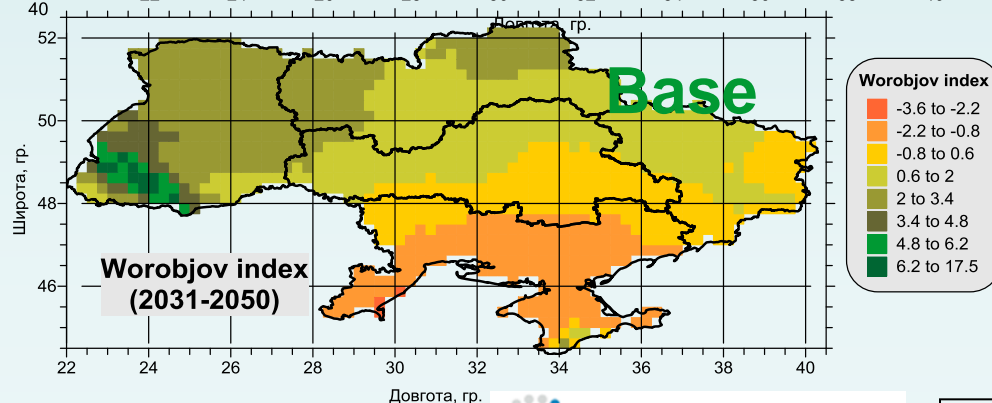 40
Довгота, гр.
52
50
48
46
Широта, гр.
Base
Worobjov index
(2031-2050)
22 24 26 28 30 32 34 36 38 40
Довгота, гр.
Worobjov index
-3.6 to -2.2
-2.2 to -0.8
-0.8 to 0.6
0.6 to 2
2 to 3.4
3.4 to 4.8
4.8 to 6.2
6.2 to 17.5